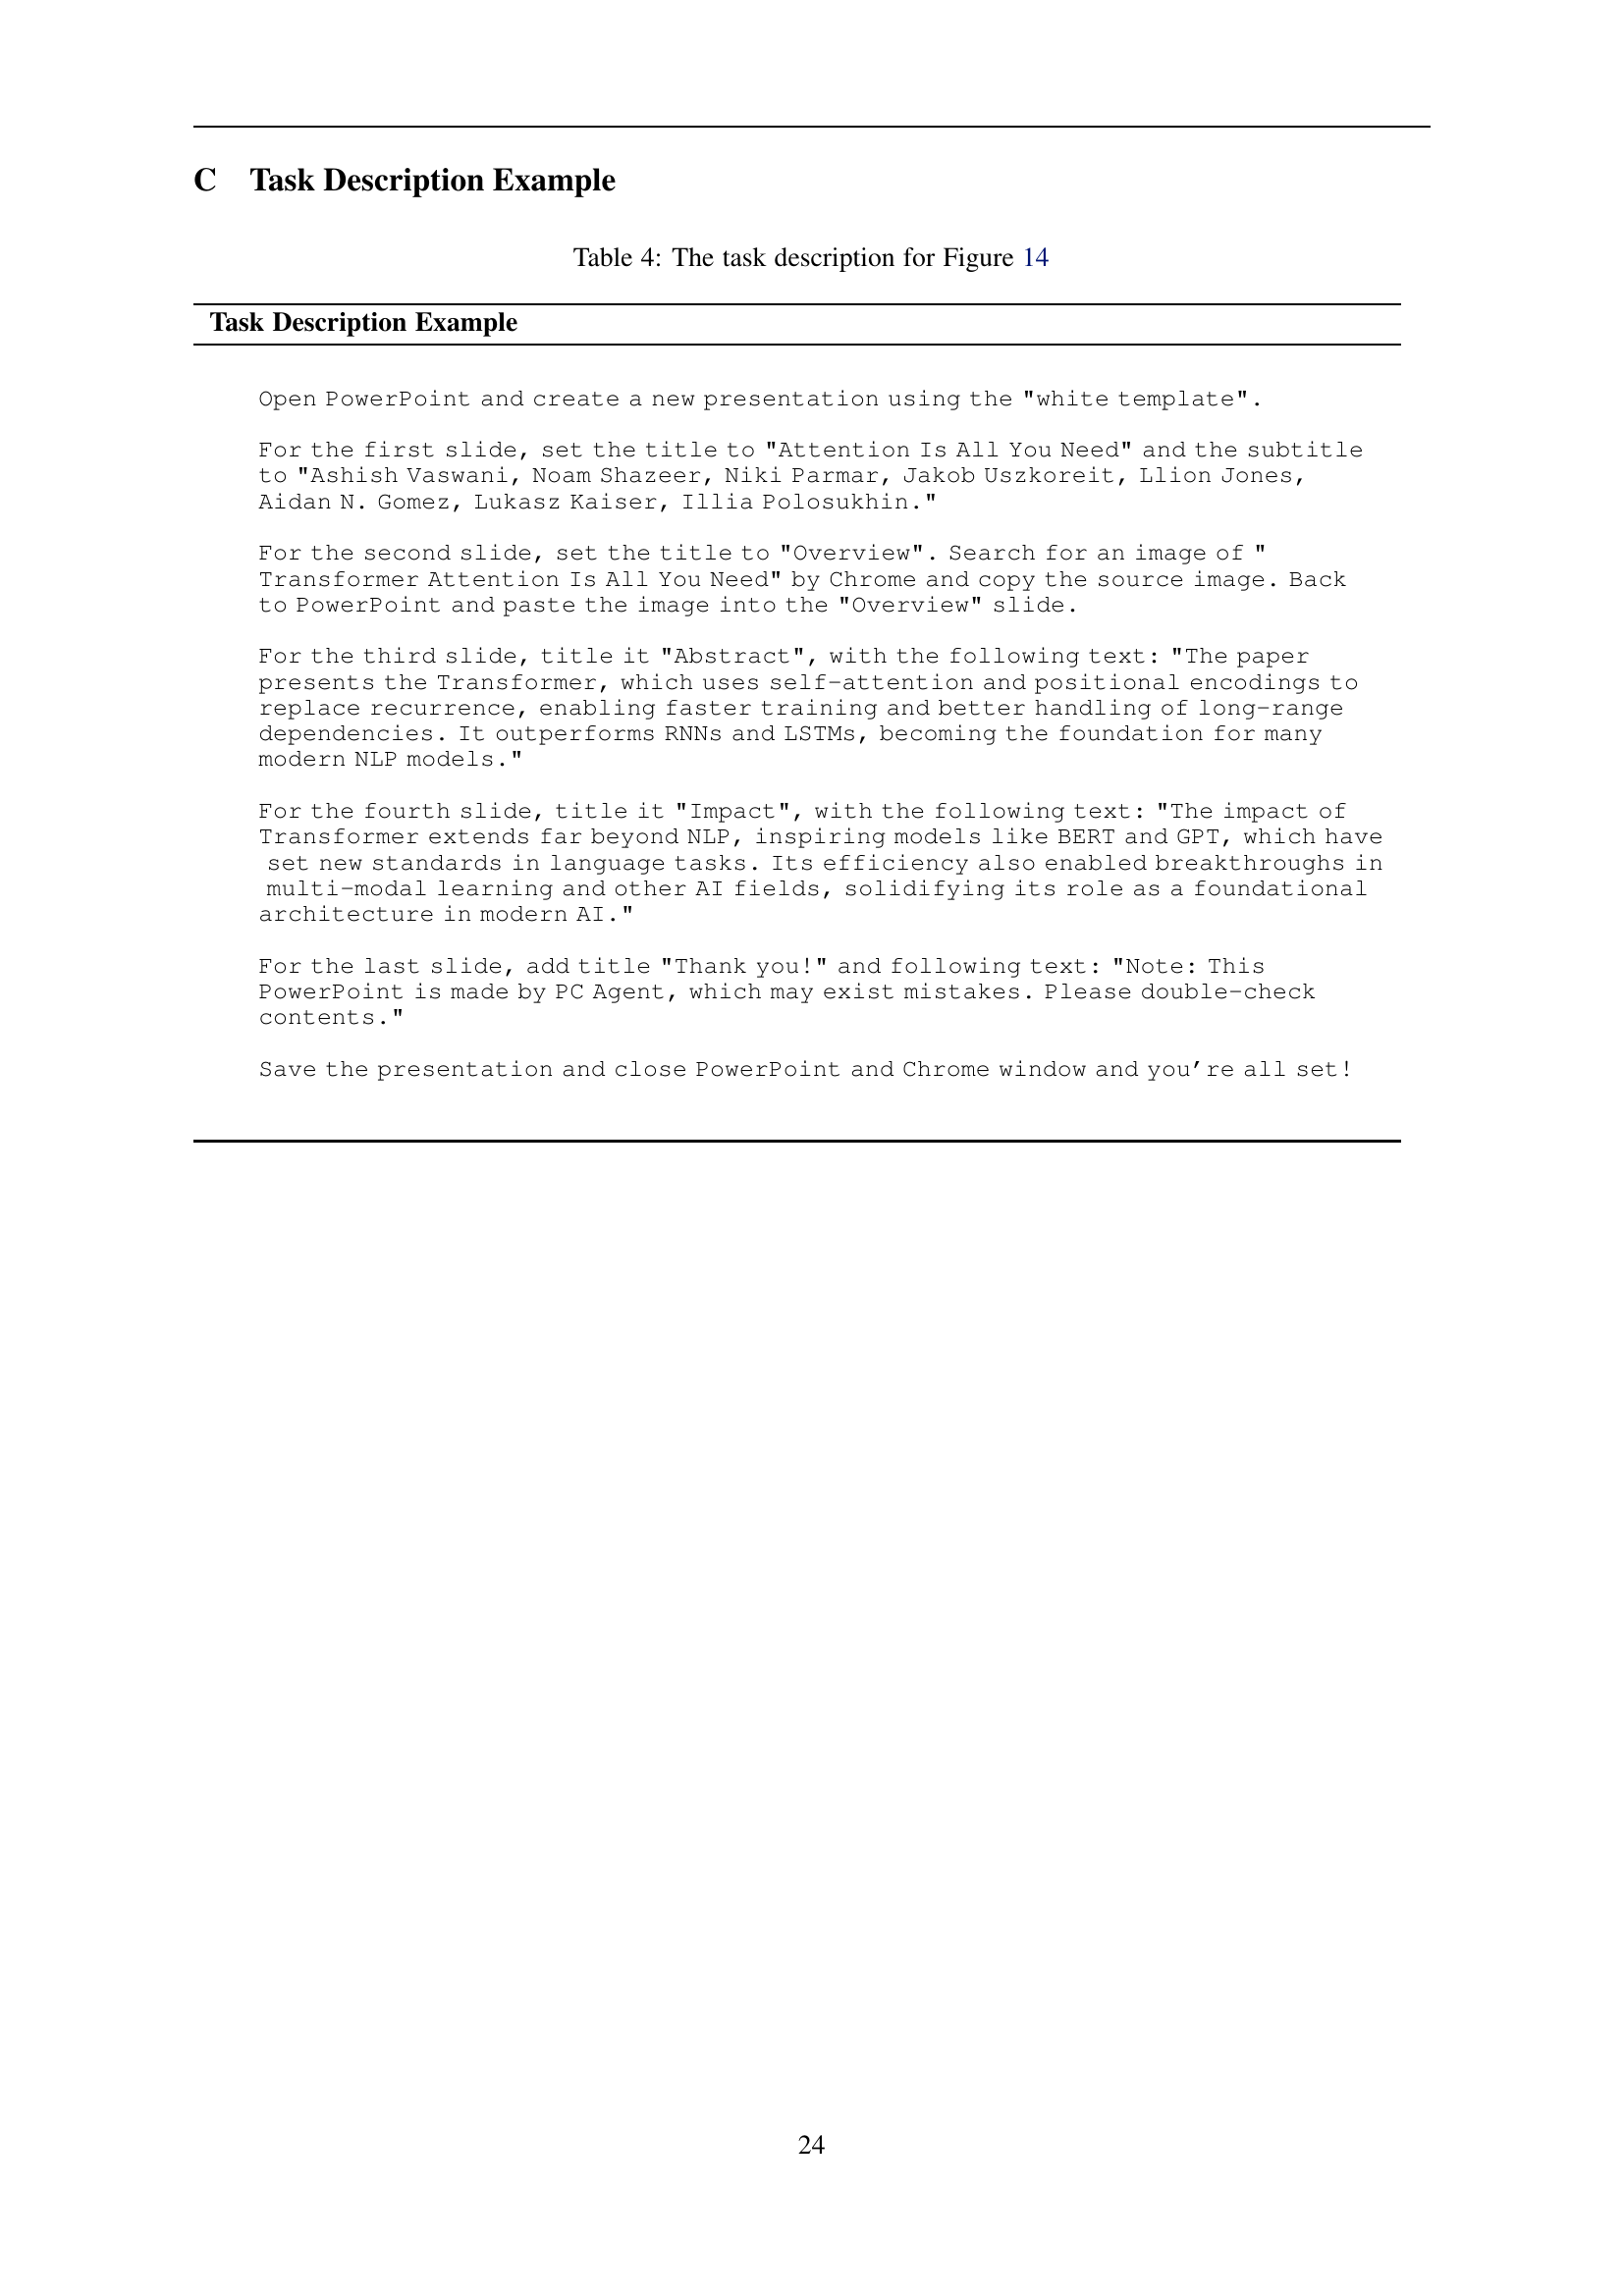 C Task Description Example
Table 4: The task description for Figure 14
Task Description Example
Open PowerPoint and create a new presentation using the "white template".
For the first slide, set the title to "Attention Is All You Need" and the subtitle
to "Ashish Vaswani, Noam Shazeer, Niki Parmar, Jakob Uszkoreit, Llion Jones,
Aidan N. Gomez, Lukasz Kaiser, Illia Polosukhin."
For the second slide, set the title to "Overview". Search for an image of "
Transformer Attention Is All You Need" by Chrome and copy the source image. Back
to PowerPoint and paste the image into the "Overview" slide.
For the third slide, title it "Abstract", with the following text: "The paper
presents the Transformer, which uses self-attention and positional encodings to
replace recurrence, enabling faster training and better handling of long-range
dependencies. It outperforms RNNs and LSTMs, becoming the foundation for many
modern NLP models."
For the fourth slide, title it "Impact", with the following text: "The impact of
Transformer extends far beyond NLP, inspiring models like BERT and GPT, which have
set new standards in language tasks. Its efficiency also enabled breakthroughs in
multi-modal learning and other AI fields, solidifying its role as a foundational
architecture in modern AI."
For the last slide, add title "Thank you!" and following text: "Note: This
PowerPoint is made by PC Agent, which may exist mistakes. Please double-check
contents."
Save the presentation and close PowerPoint and Chrome window and you're all set!
24